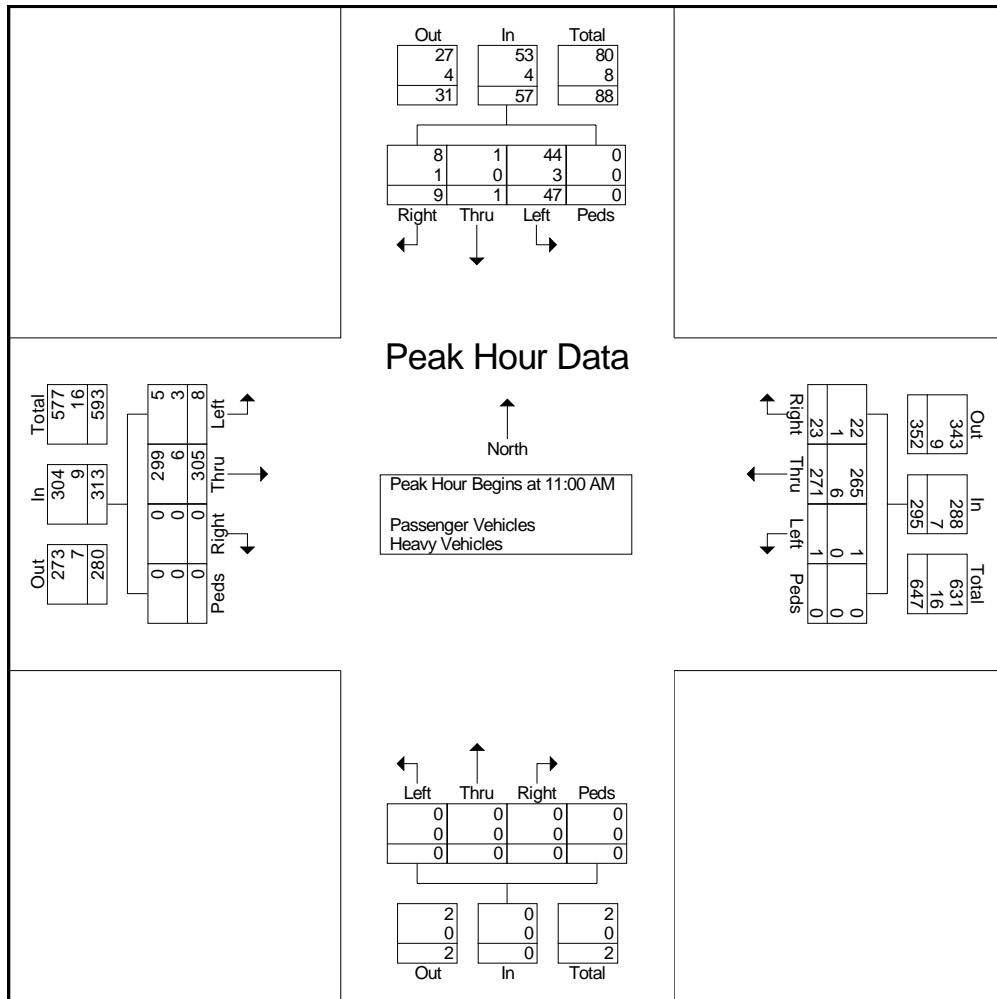 Out In Total
27 53 80
4 4 8
31 57 88
8 1 44 0
1 0 3 0
9 1 47 0
Right Thru Left Peds
Peak Hour Data
North
Peak Hour Begins at 11:00 AM
Passenger Vehicles
Heavy Vehicles
Out In Total
273 304 577
7 9 16
280 313 593
Left Thru Right Peds
5 299 0 0
3 6 0 0
8 305 0 0
Right Thru Left Peds
22 265 1 0
1 6 0 0
23 271 1 0
Out In Total
343 288 631
9 7 16
352 295 647
Left Thru Right Peds
0 0 0 0
0 0 0 0
0 0 0 0
2 0 2
0 0 0
2 0 2
Out In Total